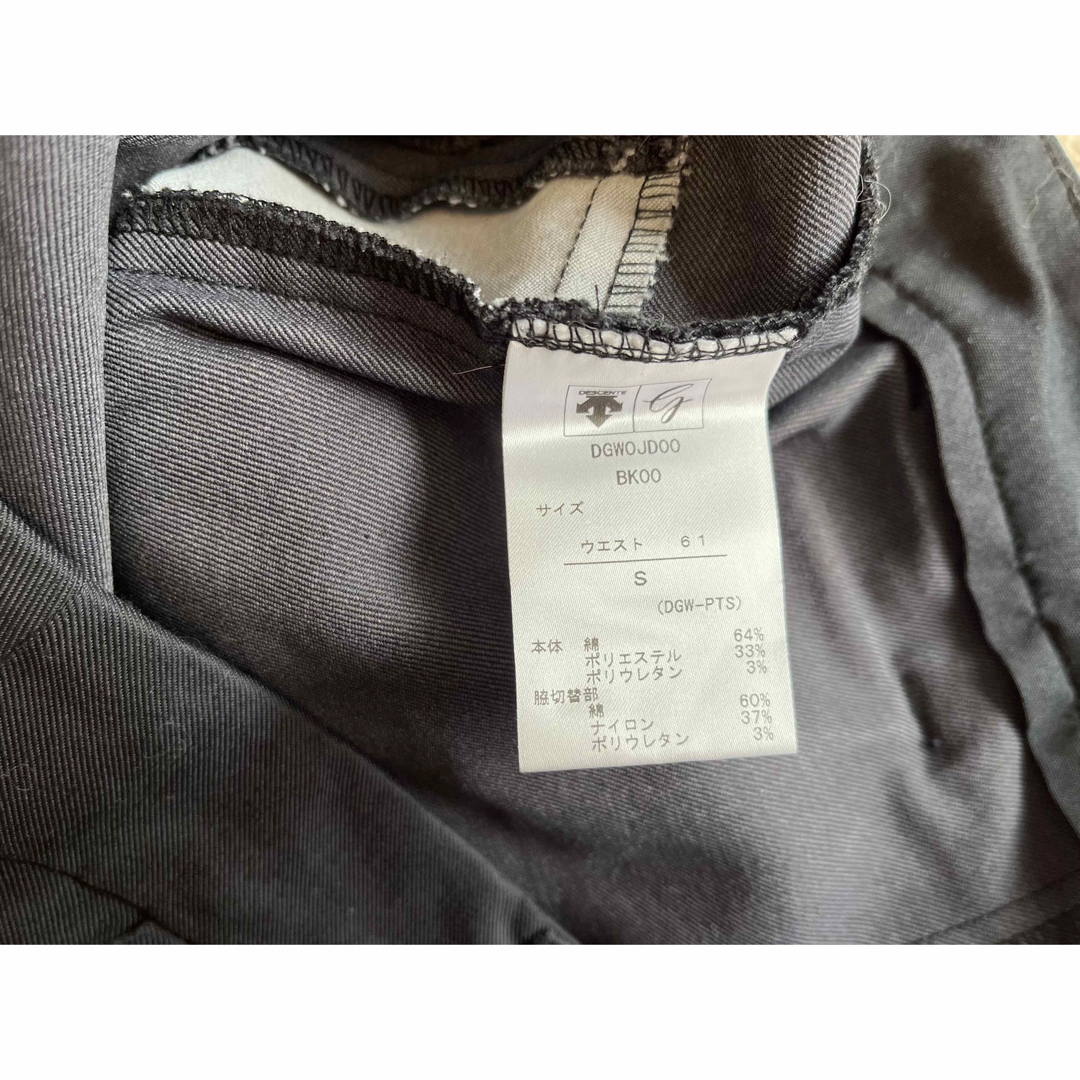 DESCENTE G
DGWOJD00
BK00
サイズ
ウエスト 61
S
(DGW-PTS)
本体 綿 64%
ポリエステル 33%
ポリウレタン 3%
脇切替部
綿 60%
ナイロン 37%
ポリウレタン 3%